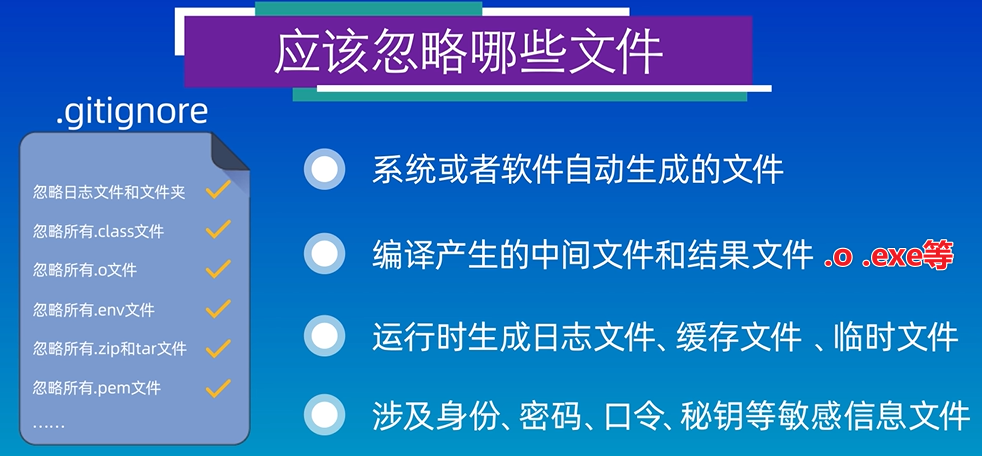 应该忽略哪些文件
.gitignore
忽略日志文件和文件夹
忽略所有.class文件
忽略所有.o文件
忽略所有.env文件
忽略所有.zip和tar文件
忽略所有.pem文件
......
系统或者软件自动生成的文件
编译产生的中间文件和结果文件 .o .exe等
运行时生成日志文件、缓存文件 、临时文件
涉及身份、密码、口令、秘钥等敏感信息文件